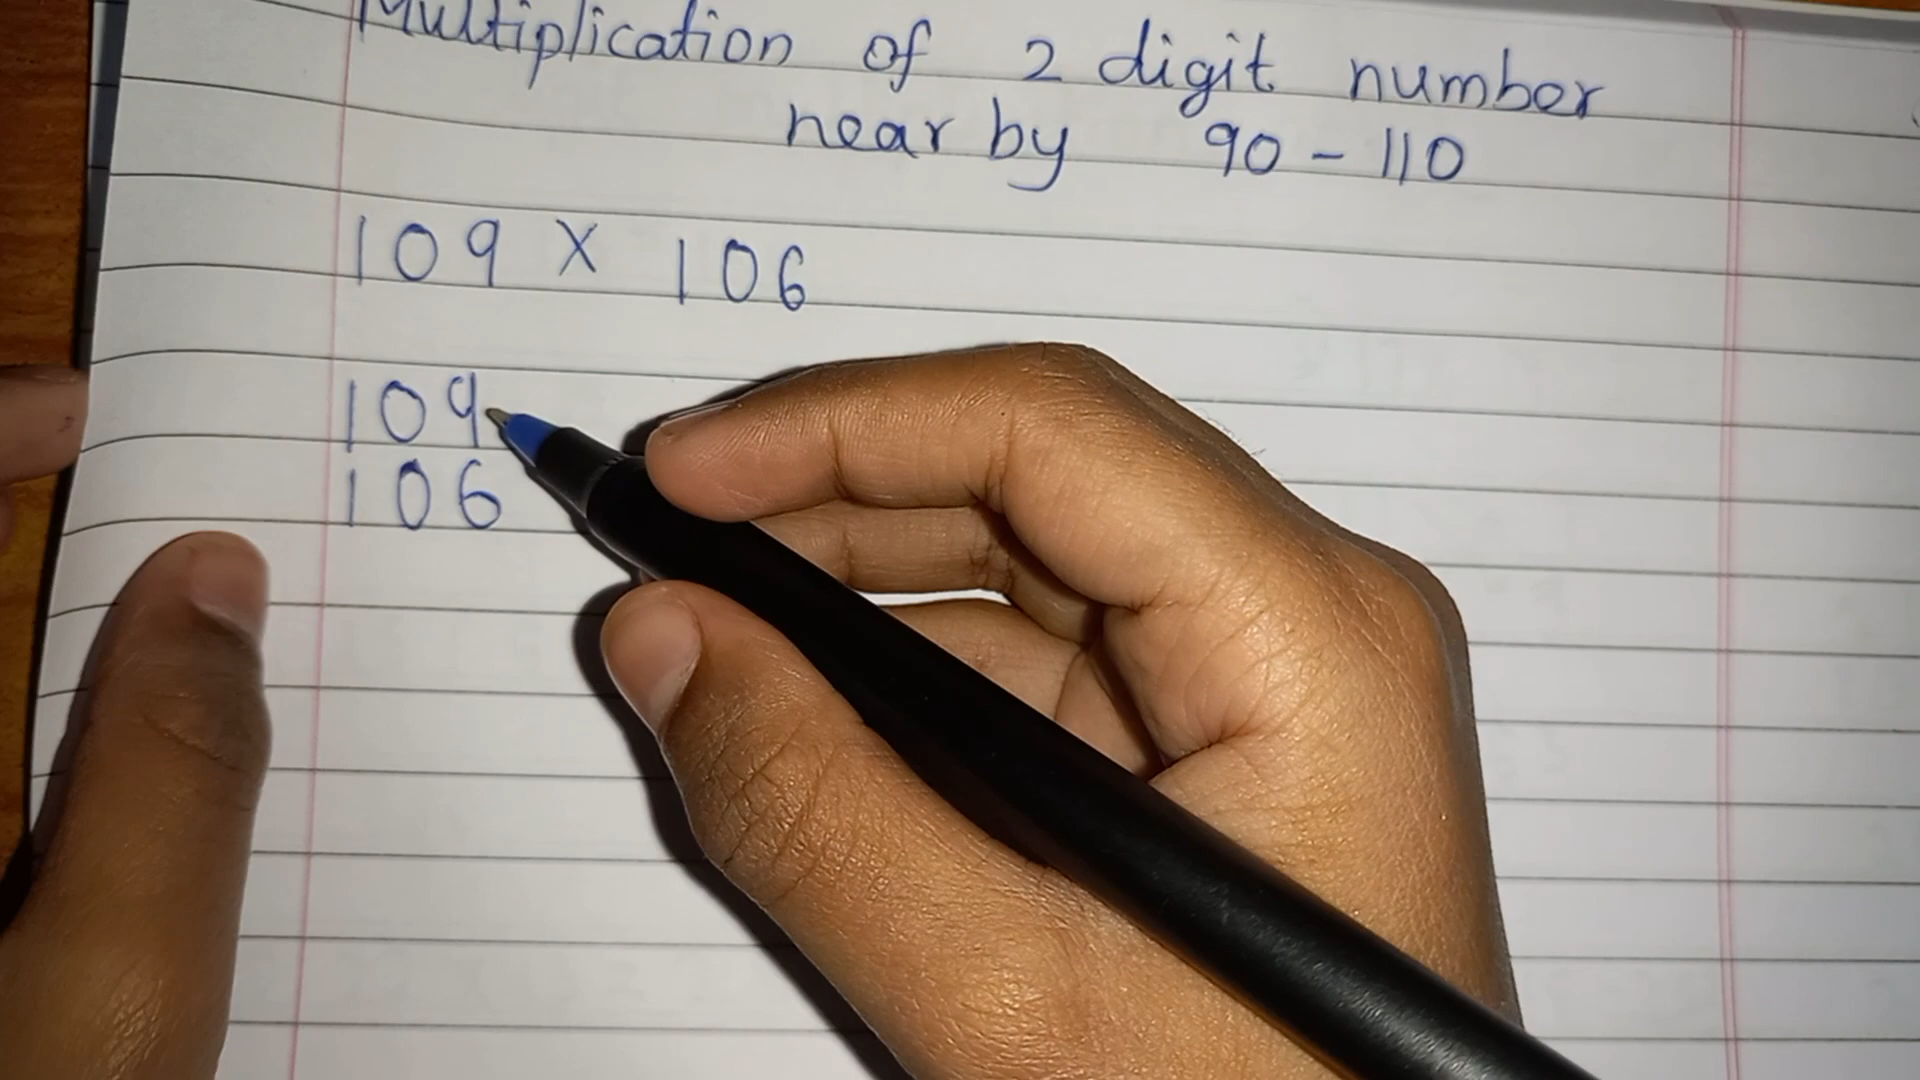 Multiplication of 2 digit number
near by 90 - 110
109 X 106
109
106